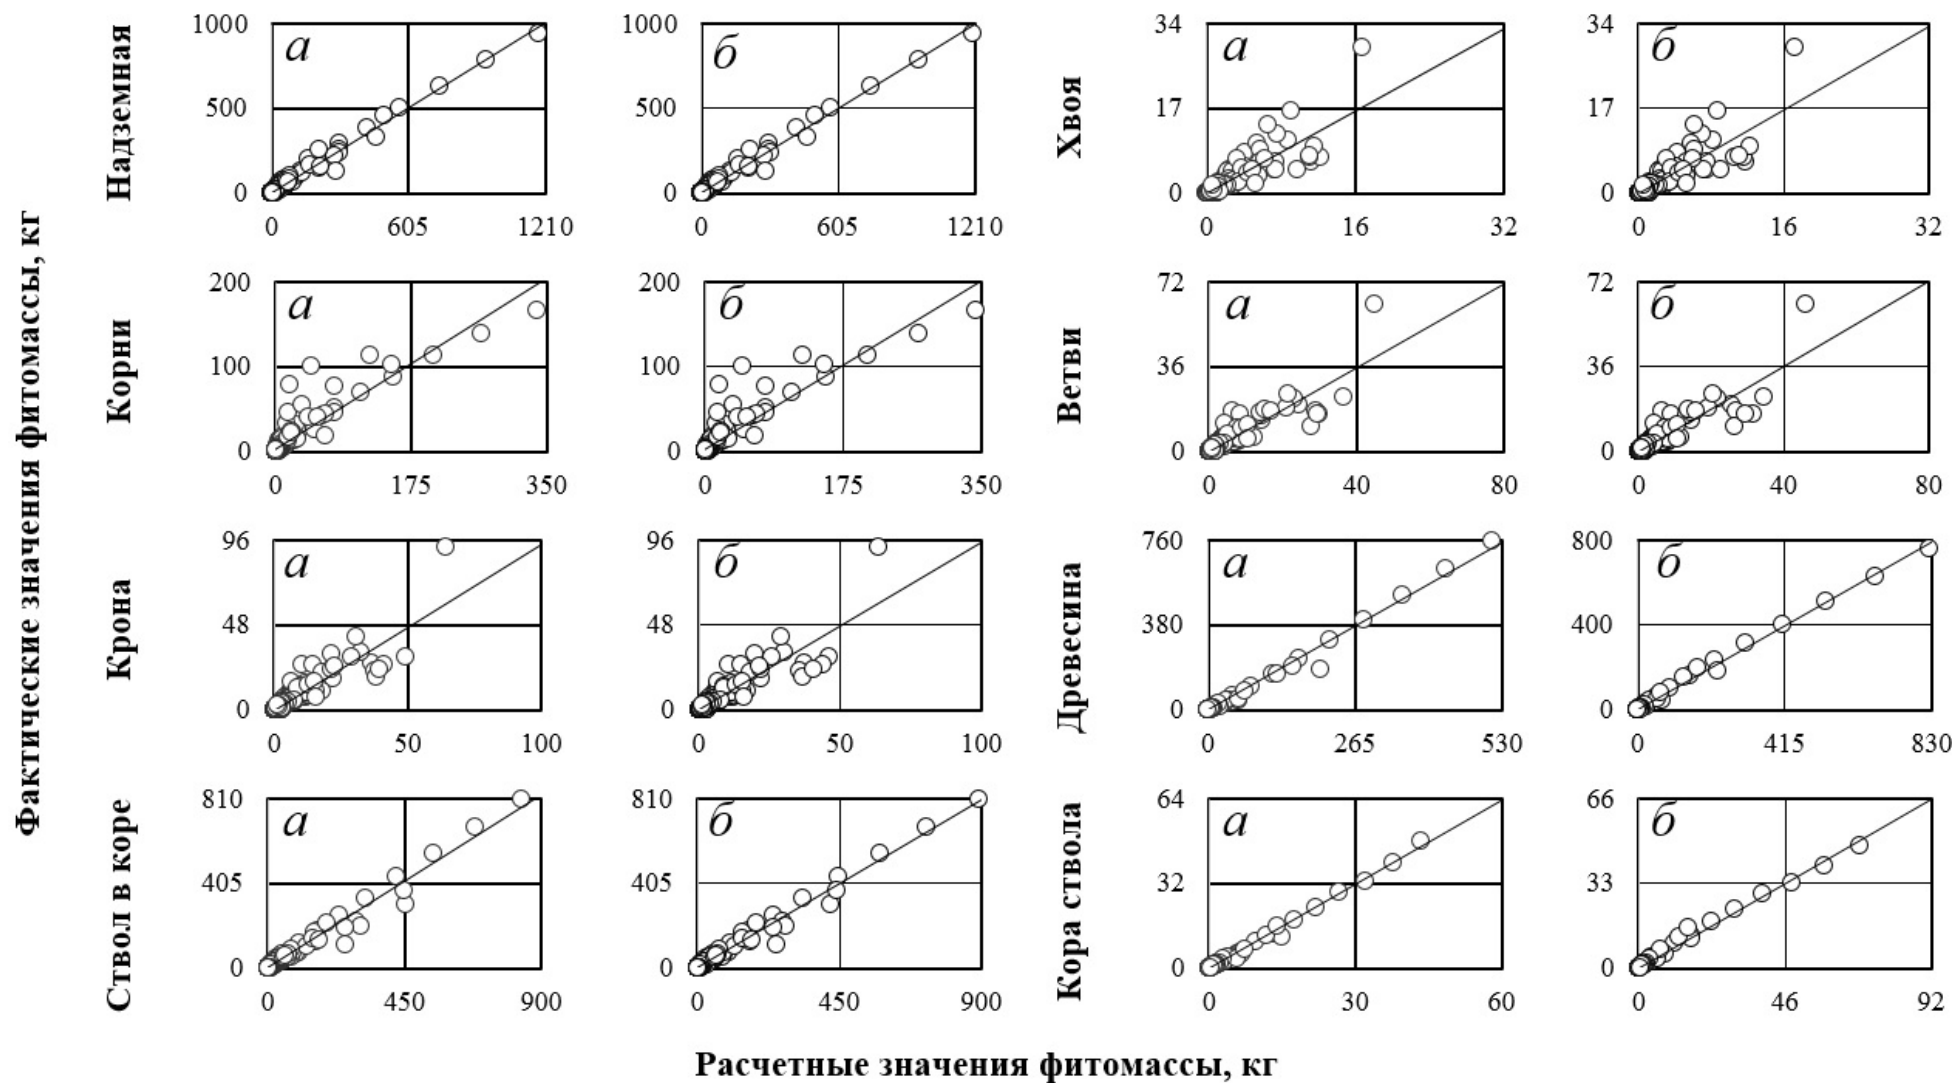 Фактические значения фитомассы, кг
Надземная
1000
500
0
а
0 605 1210
1000
500
0
б
0 605 1210
Хвоя
34
17
0
а
0 16 32
34
17
0
б
0 16 32
Корни
200
100
0
а
0 175 350
200
100
0
б
0 175 350
Ветви
72
36
0
а
0 40 80
72
36
0
б
0 40 80
Крона
96
48
0
а
0 50 100
96
48
0
б
0 50 100
Древесина
760
380
0
а
0 265 530
800
400
0
б
0 415 830
Ствол в коре
810
405
0
а
0 450 900
810
405
0
б
0 450 900
Кора ствола
64
32
0
а
0 30 60
66
33
0
б
0 46 92
Расчетные значения фитомассы, кг